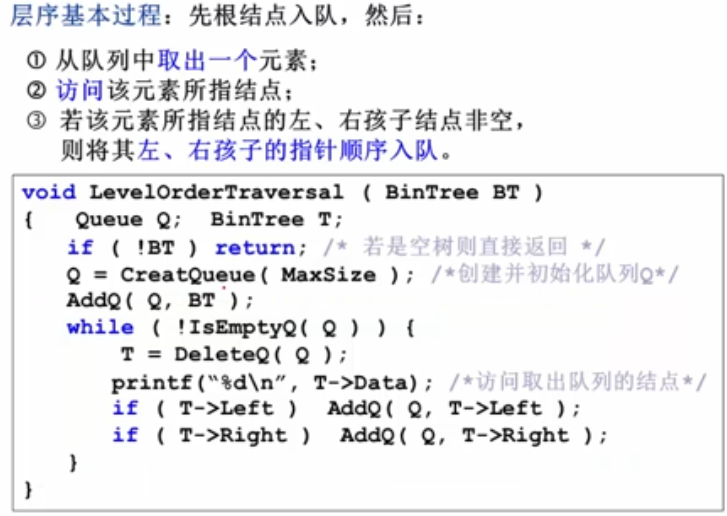 层序基本过程：先根结点入队，然后：
① 从队列中取出一个元素；
② 访问该元素所指结点；
③ 若该元素所指结点的左、右孩子结点非空，
则将其左、右孩子的指针顺序入队。
void LevelOrderTraversal ( BinTree BT )
{ Queue Q; BinTree T;
if ( !BT ) return; /* 若是空树则直接返回 */
Q = CreatQueue( MaxSize ); /*创建并初始化队列Q*/
AddQ( Q, BT );
while ( !IsEmptyQ( Q ) ) {
T = DeleteQ( Q );
printf(“%d\n”, T->Data); /*访问取出队列的结点*/
if ( T->Left ) AddQ( Q, T->Left );
if ( T->Right ) AddQ( Q, T->Right );
}
}